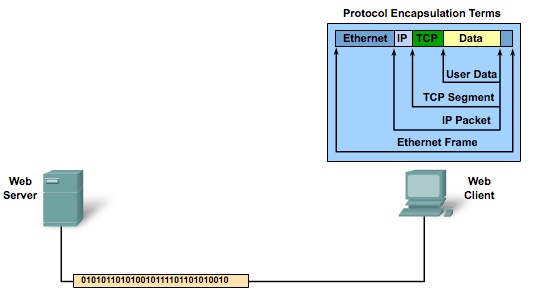 Protocol Encapsulation Terms
Ethernet IP TCP Data
User Data
TCP Segment
IP Packet
Ethernet Frame
Web
Server
Web
Client
010101101010010111101101010010